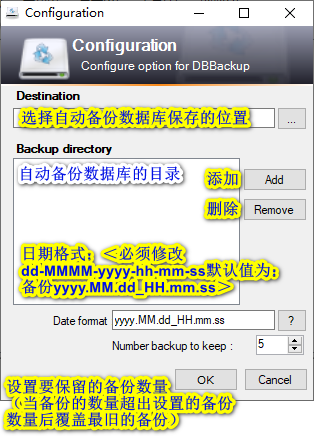 Configuration
Configuration
Configure option for DBBackup
Destination
选择自动备份数据库保存的位置
...
Backup directory
自动备份数据库的目录
添加
Add
删除
Remove
日期格式：＜必须修改
dd-MMMM-yyyy-hh-mm-ss默认值为：
备份yyyy.MM.dd_HH.mm.ss＞
Date format
yyyy.MM.dd_HH.mm.ss
?
Number backup to keep :
5
OK
Cancel
设置要保留的备份数量
（当备份的数量超出设置的备份
数量后覆盖最旧的备份）